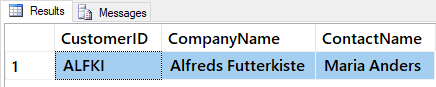 Results Messages
CustomerID CompanyName ContactName
1 ALFKI Alfreds Futterkiste Maria Anders